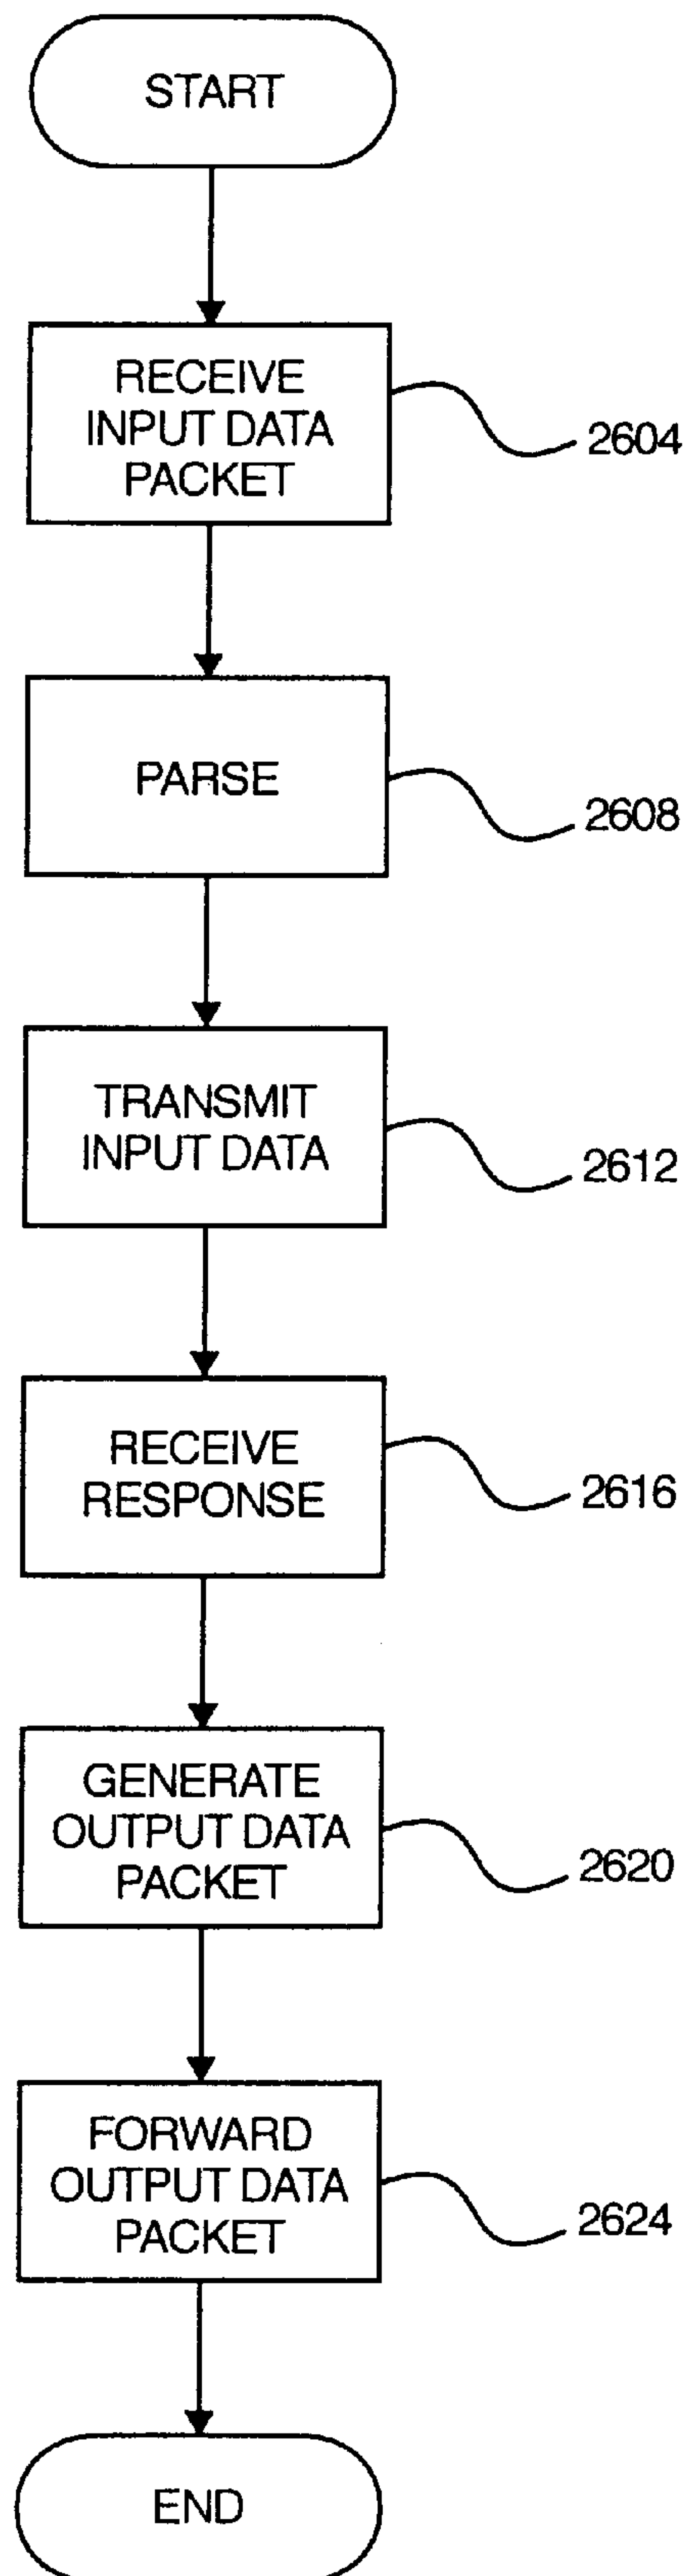 START
RECEIVE
INPUT DATA
PACKET
2604
PARSE
2608
TRANSMIT
INPUT DATA
2612
RECEIVE
RESPONSE
2616
GENERATE
OUTPUT DATA
PACKET
2620
FORWARD
OUTPUT DATA
PACKET
2624
END